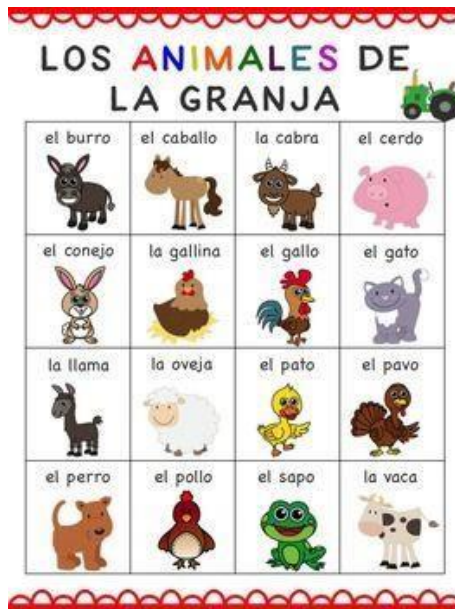 LOS ANIMALES DE
LA GRANJA
el burro
el caballo
la cabra
el cerdo
el conejo
la gallina
el gallo
el gato
la llama
la oveja
el pato
el pavo
el perro
el pollo
el sapo
la vaca